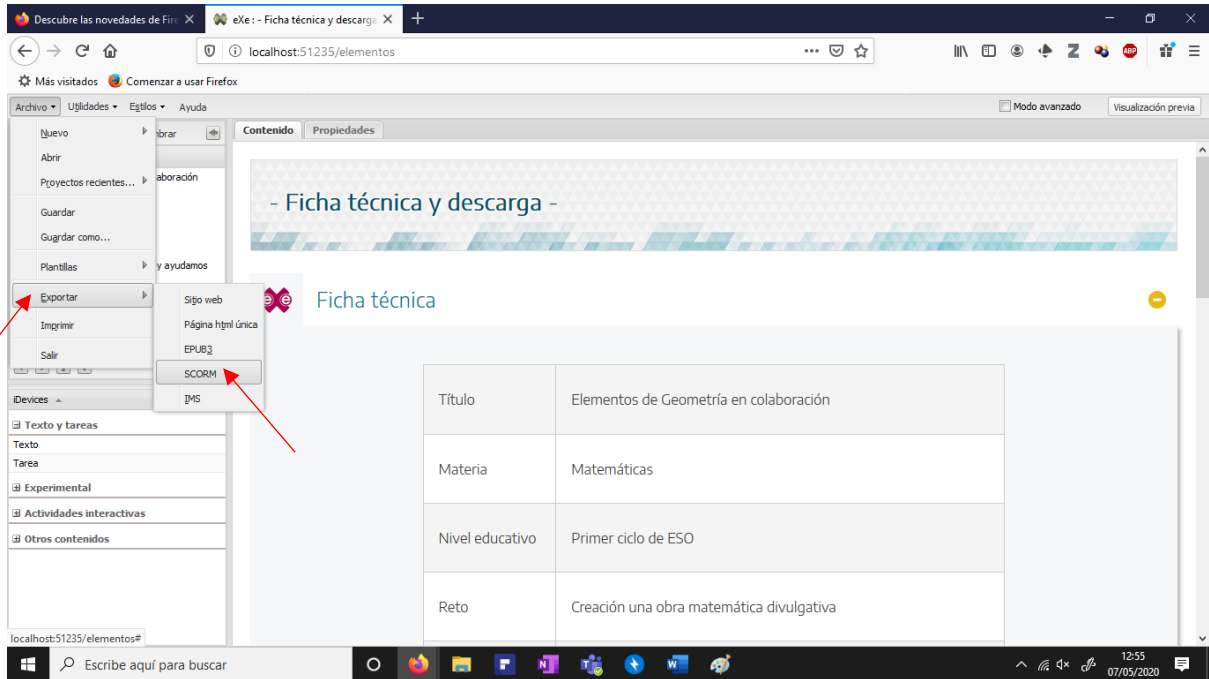 Descubre las novedades de Fire
eXe : - Ficha técnica y descarga
localhost:51235/elementos
Más visitados
Comenzar a usar Firefox
Archivo
Utilidades
Estilos
Ayuda
Modo avanzado
Visualización previa
Nuevo
Abrir
Proyectos recientes...
Guardar
Guardar como...
Plantillas
Exportar
Imprimir
Salir
Sitio web
Página html única
EPUB3
SCORM
IMS
mbrar
aboración
y ayudamos
iDevices
Texto y tareas
Texto
Tarea
Experimental
Actividades interactivas
Otros contenidos
localhost:51235/elementos#
Contenido
Propiedades
- Ficha técnica y descarga -
eXe
Ficha técnica
Título Elementos de Geometría en colaboración
Materia Matemáticas
Nivel educativo Primer ciclo de ESO
Reto Creación una obra matemática divulgativa
Escribe aquí para buscar
12:55
07/05/2020